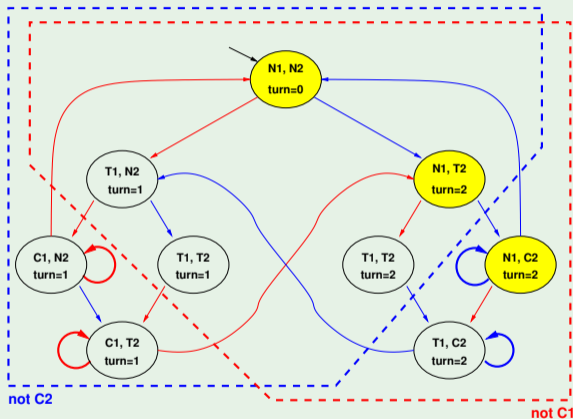 N1, N2
turn=0
T1, N2
turn=1
N1, T2
turn=2
C1, N2
turn=1
T1, T2
turn=1
T1, T2
turn=2
N1, C2
turn=2
C1, T2
turn=1
T1, C2
turn=2
not C2
not C1